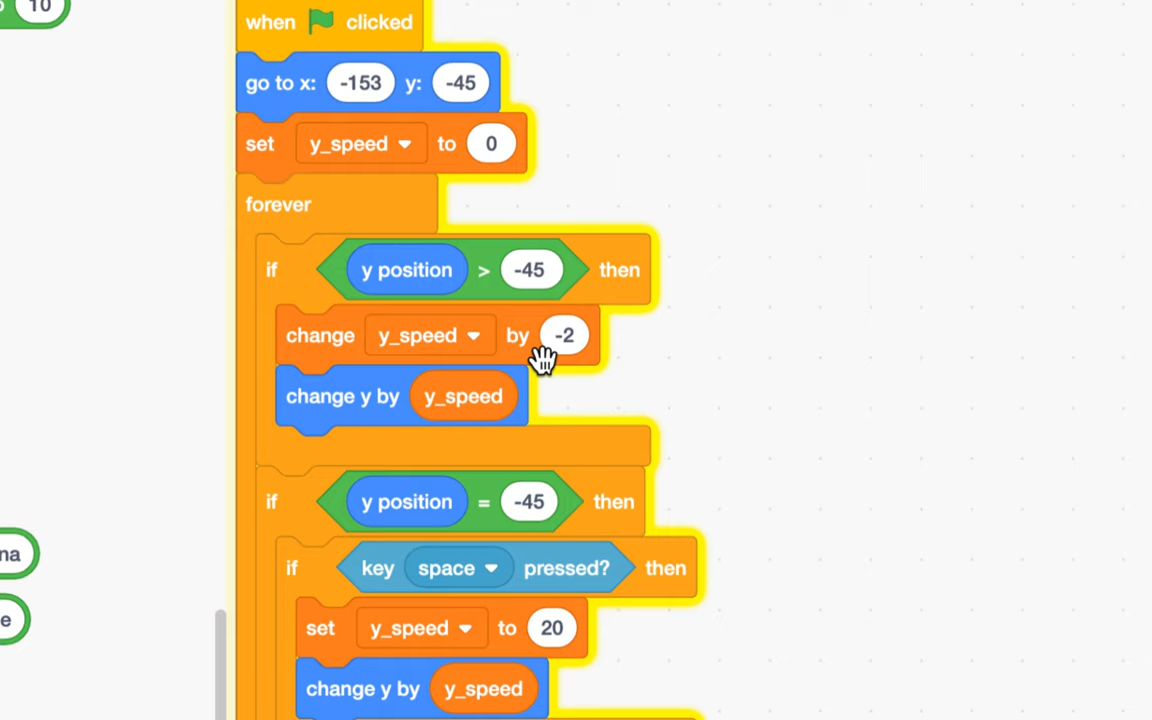 10
when clicked
go to x: -153 y: -45
set y_speed to 0
forever
if y position > -45 then
change y_speed by -2
change y by y_speed
if y position = -45 then
na
if key space pressed? then
e
set y_speed to 20
change y by y_speed